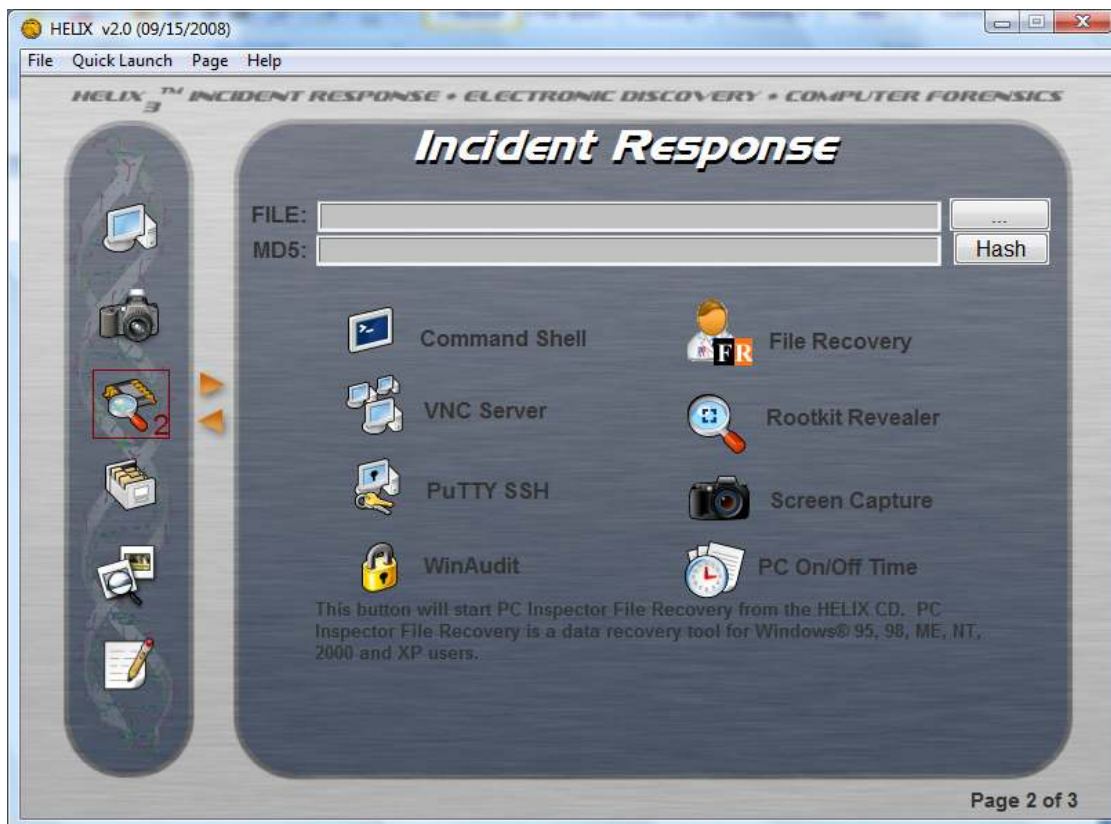 HELIX v2.0 (09/15/2008)
File Quick Launch Page Help
HELIX 3™ INCIDENT RESPONSE • ELECTRONIC DISCOVERY • COMPUTER FORENSICS
Incident Response
FILE: ...
MD5: Hash
Command Shell
File Recovery
FR
VNC Server
Rootkit Revealer
2
PuTTY SSH
Screen Capture
WinAudit
PC On/Off Time
This button will start PC Inspector File Recovery from the HELIX CD. PC
Inspector File Recovery is a data recovery tool for Windows® 95, 98, ME, NT,
2000 and XP users.
Page 2 of 3